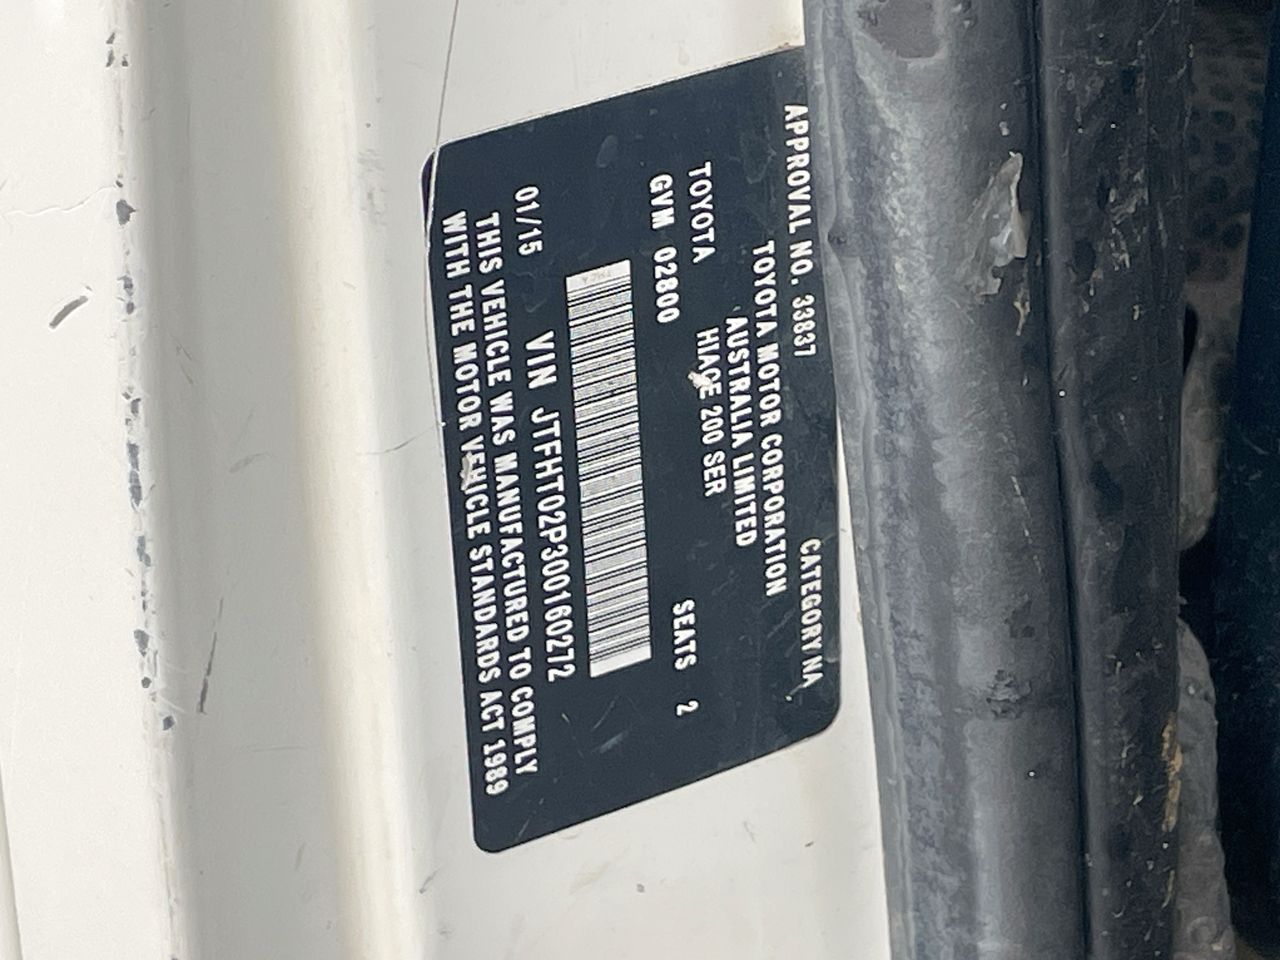 APPROVAL NO. 33837 CATEGORY NA
TOYOTA MOTOR CORPORATION
AUSTRALIA LIMITED
TOYOTA HIACE 200 SER
GVM 02800 SEATS 2
VIN JTFHT02P300160272
01/15
THIS VEHICLE WAS MANUFACTURED TO COMPLY
WITH THE MOTOR VEHICLE STANDARDS ACT 1989